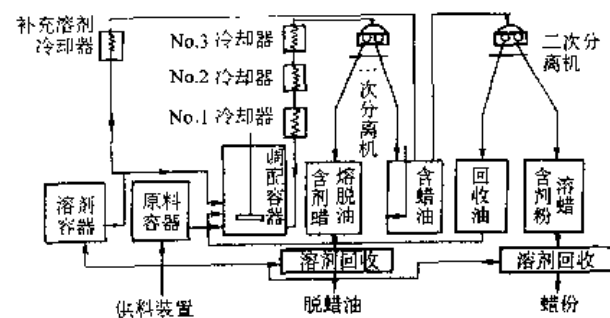 补充溶剂
冷却器
No.3 冷却器
No.2 冷却器
No.1 冷却器
一次分离机
二次分
离机
调配容器
溶剂
容器
原料
容器
含剂蜡
熔脱油
含蜡油
回收油
含剂粉
溶蜡
溶剂回收
溶剂回收
供料装置
脱蜡油
蜡份